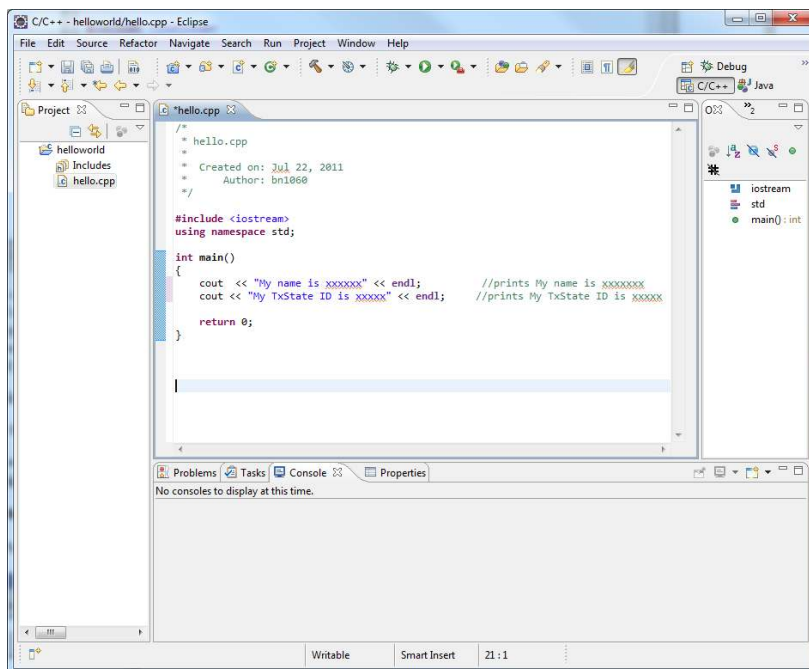 C/C++ - helloworld/hello.cpp - Eclipse
File Edit Source Refactor Navigate Search Run Project Window Help
Debug
C/C++ Java
Project
*hello.cpp
helloworld
Includes
hello.cpp
/*
* hello.cpp
*
* Created on: Jul 22, 2011
* Author: bn1060
*/
#include <iostream>
using namespace std;
int main()
{
cout << "My name is xxxxxx" << endl; //prints My name is xxxxxxx
cout << "My TxState ID is xxxxx" << endl; //prints My TxState ID is xxxxx
return 0;
}
iostream
std
main() : int
Problems Tasks Console Properties
No consoles to display at this time.
Writable Smart Insert 21 : 1